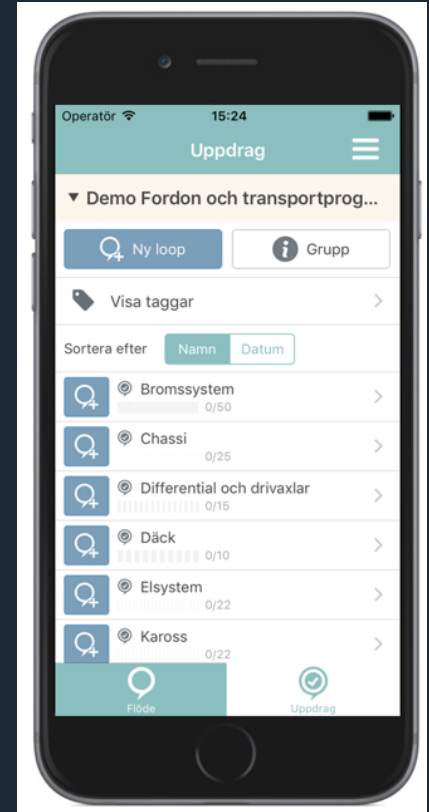 Operatör 15:24
Uppdrag
Demo Fordon och transportprog...
Ny loop Grupp
Visa taggar
Sortera efter Namn Datum
Bromssystem
0/50
Chassi
0/25
Differential och drivaxlar
0/15
Däck
0/10
Elsystem
0/22
Kaross
0/22
Flöde Uppdrag